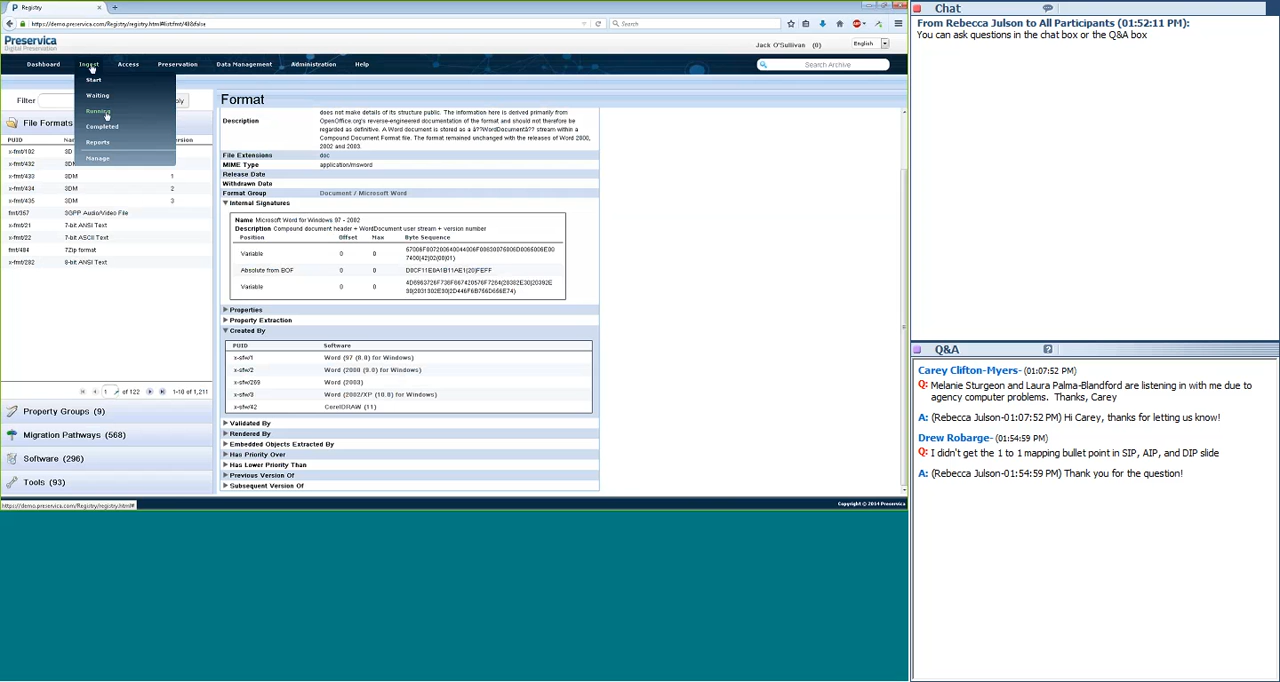 Registry
https://demo.preservica.com/Registry/registry.html#list:fmt/40&false
Search
Preservica
Digital Preservation
Jack O'Sullivan (0)
English
Dashboard Ingest Access Preservation Data Management Administration Help
Search Archive
Start
Waiting
Running
Completed
Reports
Manage
Filter
File Formats
PUID
x-fmt/182
x-fmt/432
x-fmt/433 3DM 1
x-fmt/434 3DM 2
x-fmt/435 3DM 3
fmt/357 3GPP Audio/Video File
x-fmt/21 7-bit ANSI Text
x-fmt/22 7-bit ASCII Text
fmt/484 7Zip format
x-fmt/282 8-bit ANSI Text
1 of 122 1-10 of 1,211
Property Groups (9)
Migration Pathways (568)
Software (296)
Tools (93)
https://demo.preservica.com/Registry/registry.html#
Format
does not make details of its structure public. The information here is derived primarily from
Description OpenOffice.org's reverse-engineered documentation of the format and should not therefore be
regarded as definitive. A Word document is stored as a â??WordDocumentâ?? stream within a
Compound Document Format file. The format remained unchanged with the releases of Word 2000,
2002 and 2003.
File Extensions doc
MIME Type application/msword
Release Date
Withdrawn Date
Format Group Document / Microsoft Word
Internal Signatures
Name Microsoft Word for Windows 97 - 2002
Description Compound document header + WordDocument user stream + version number
Position Offset Max Byte Sequence
Variable 0 0
Absolute from BOF 0 0 D0CF11E0A1B11AE1{20}FEFF
Variable 0 0
Properties
Property Extraction
Created By
PUID Software
x-sfw/1 Word (97 (8.0) for Windows)
x-sfw/2 Word (2000 (9.0) for Windows)
x-sfw/269 Word (2003)
x-sfw/3 Word (2002/XP (10.0) for Windows)
x-sfw/42 CorelDRAW (11)
Validated By
Rendered By
Embedded Objects Extracted By
Has Priority Over
Has Lower Priority Than
Previous Version Of
Subsequent Version Of
Copyright © 2014 Preservica
Chat
From Rebecca Julson to All Participants (01:52:11 PM):
You can ask questions in the chat box or the Q&A box
Q&A
Carey Clifton-Myers- (01:07:52 PM)
Q: Melanie Sturgeon and Laura Palma-Blandford are listening in with me due to
agency computer problems. Thanks, Carey
A: (Rebecca Julson-01:07:52 PM) Hi Carey, thanks for letting us know!
Drew Robarge- (01:54:59 PM)
Q: I didn't get the 1 to 1 mapping bullet point in SIP, AIP, and DIP slide
A: (Rebecca Julson-01:54:59 PM) Thank you for the question!